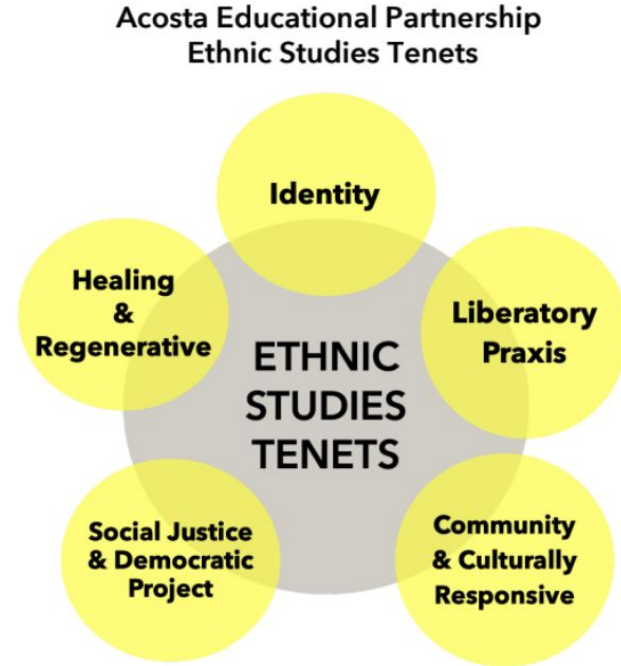 Acosta Educational Partnership
Ethnic Studies Tenets
Identity
Healing
&
Regenerative
Liberatory
Praxis
ETHNIC
STUDIES
TENETS
Social Justice
& Democratic
Project
Community
& Culturally
Responsive